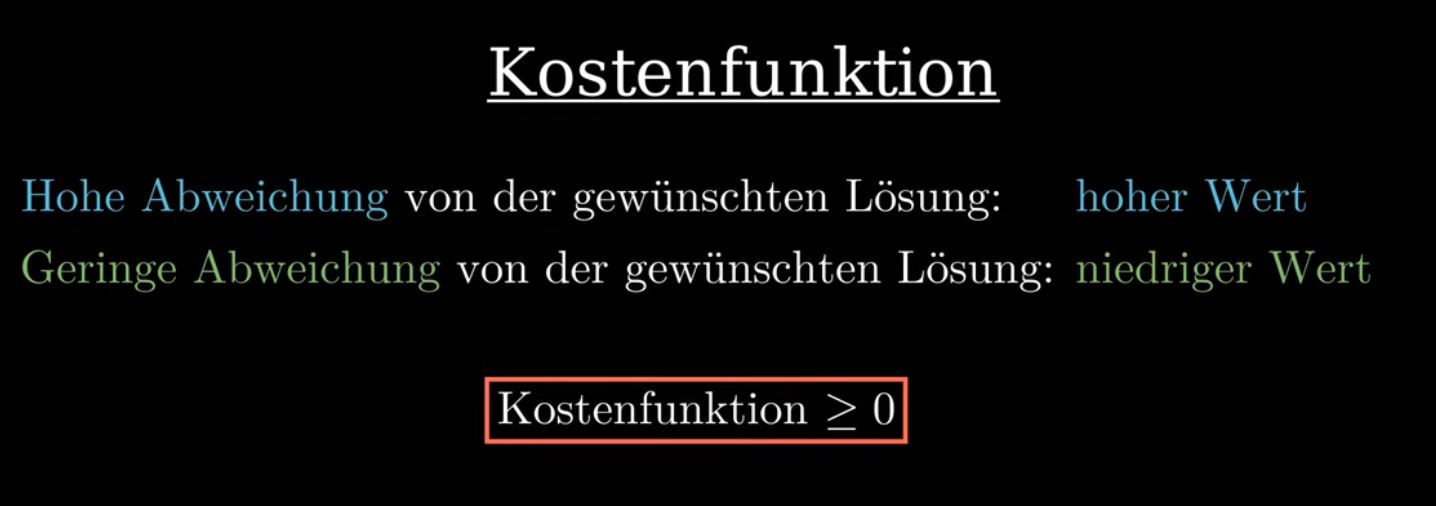 Kostenfunktion
Hohe Abweichung von der gewünschten Lösung: hoher Wert
Geringe Abweichung von der gewünschten Lösung: niedriger Wert
Kostenfunktion ≥ 0